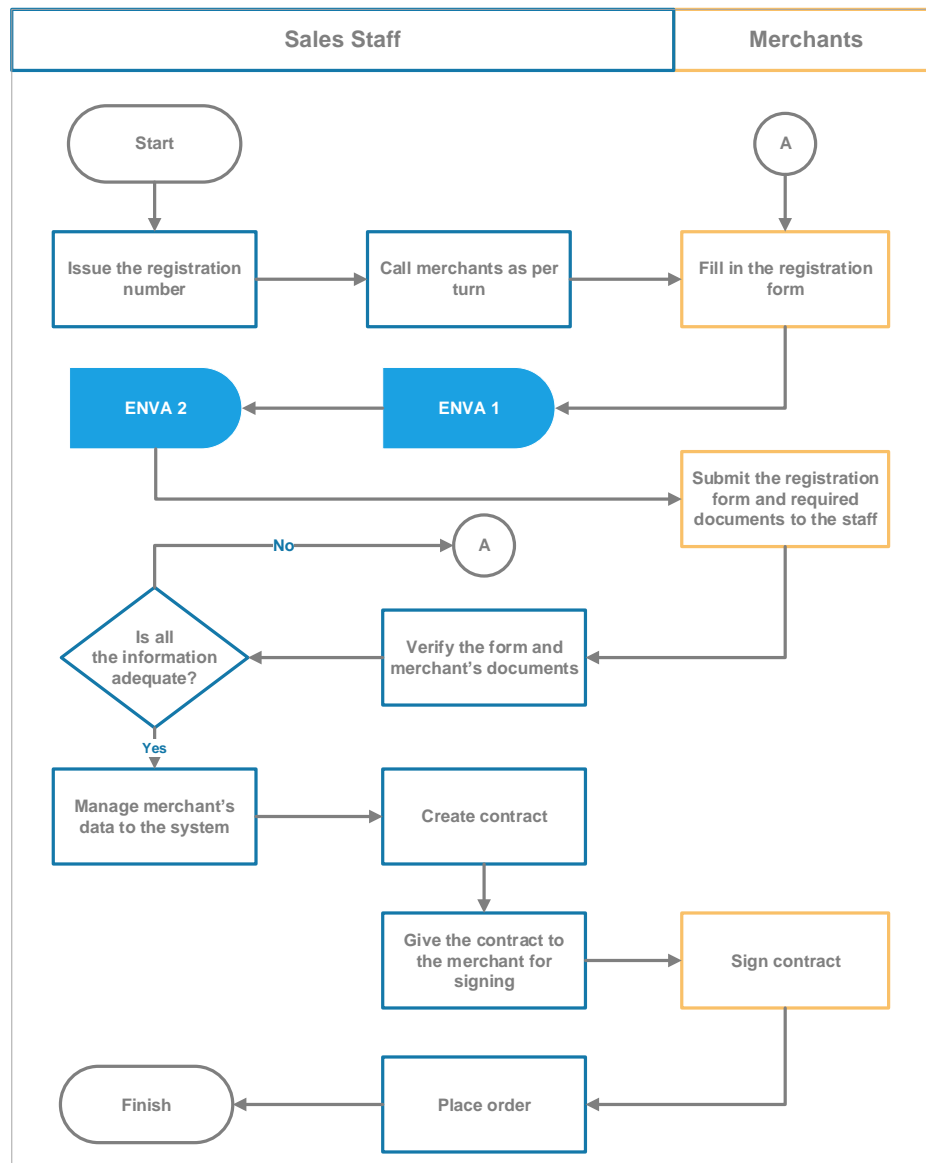 Sales Staff
Merchants
Start
A
Issue the registration
number
Call merchants as per
turn
Fill in the registration
form
ENVA 2
ENVA 1
Submit the registration
form and required
documents to the staff
No
A
Is all
the information
adequate?
Verify the form and
merchant’s documents
Yes
Manage merchant’s
data to the system
Create contract
Give the contract to
the merchant for
signing
Sign contract
Finish
Place order